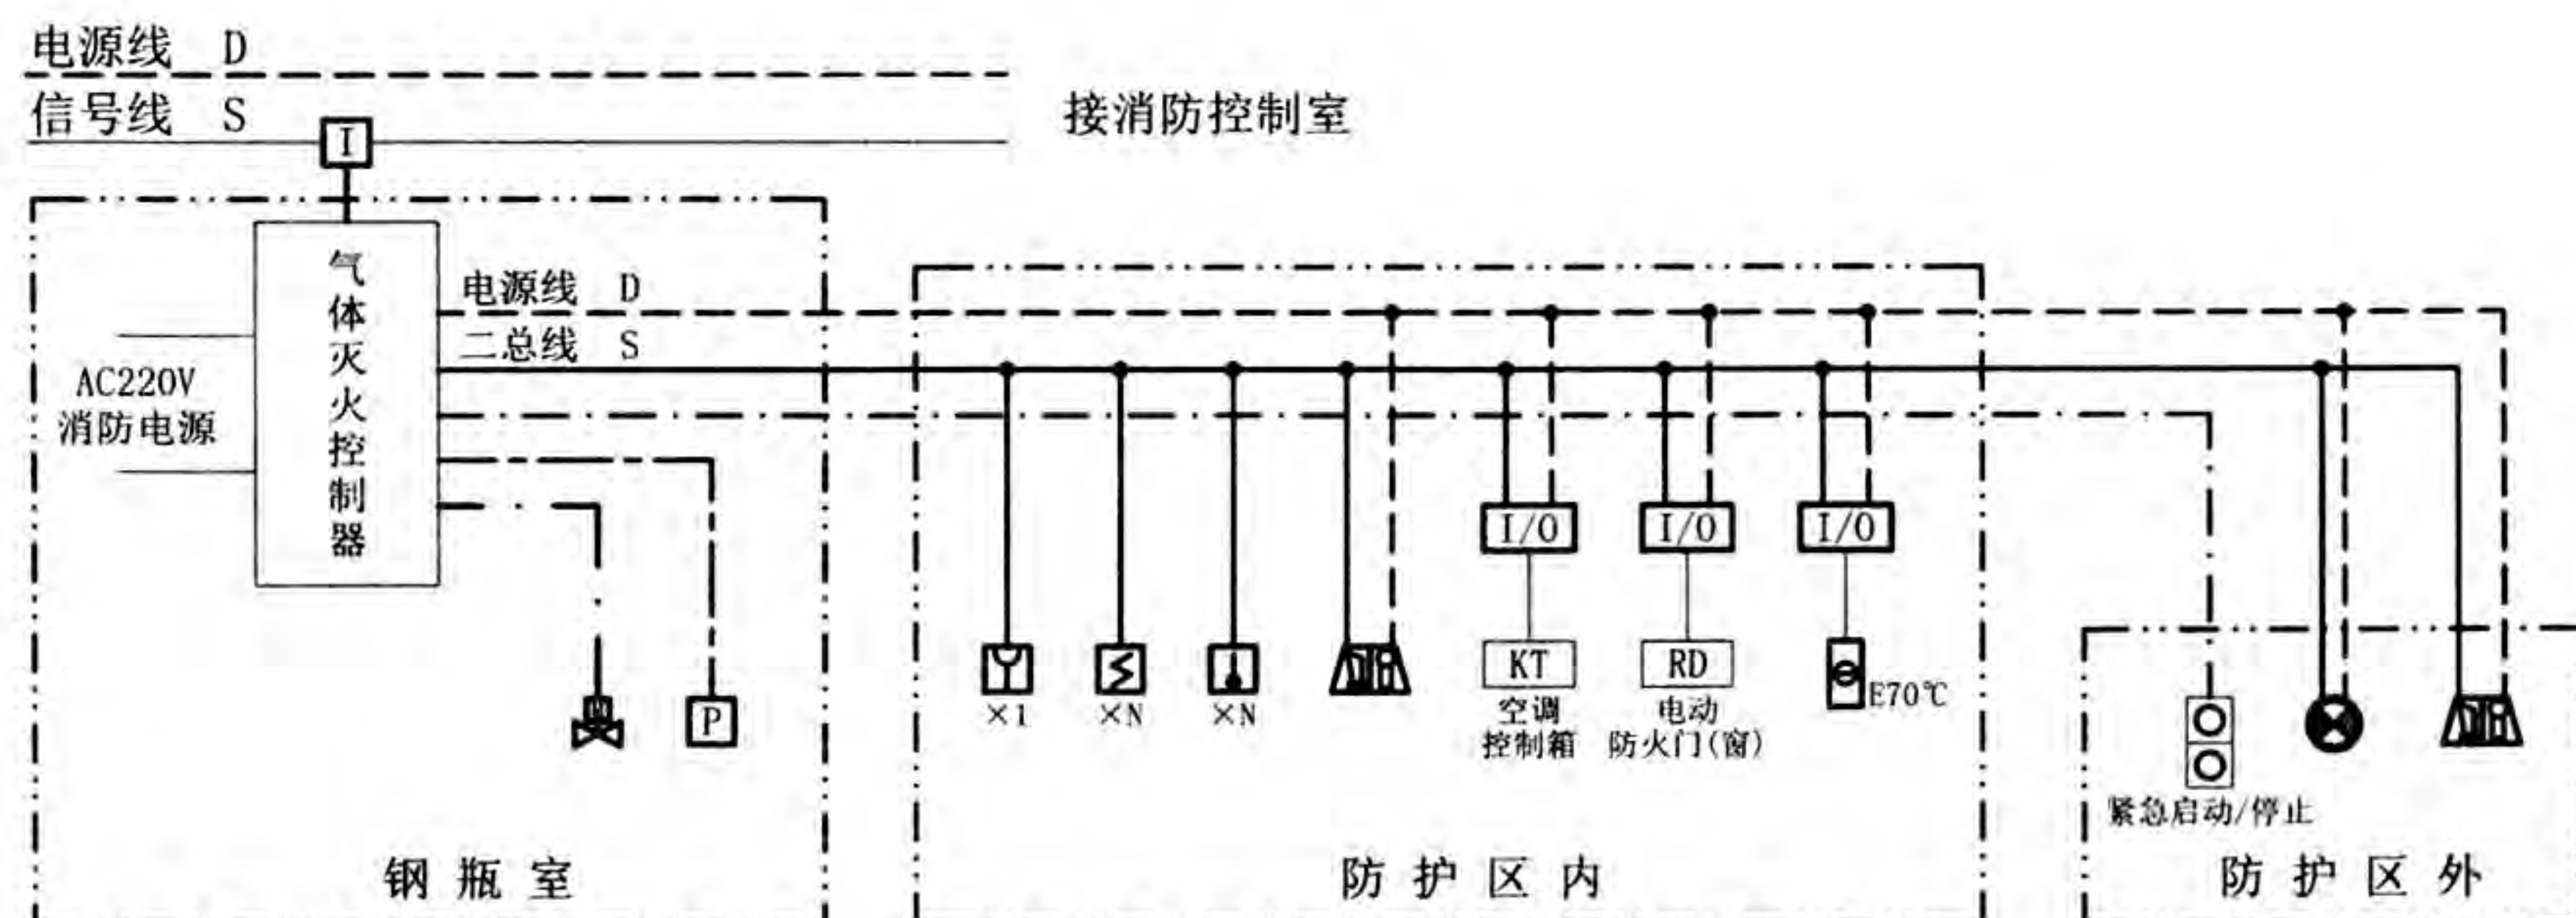 电源线 D
信号线 S
接消防控制室
I
气体灭火控制器
电源线 D
二总线 S
AC220V
消防电源
I/O
I/O
I/O
KT
RD
E70℃
×1
×N
×N
空调
控制箱
电动
防火门(窗)
P
紧急启动/停止
钢瓶室
防护区内
防护区外